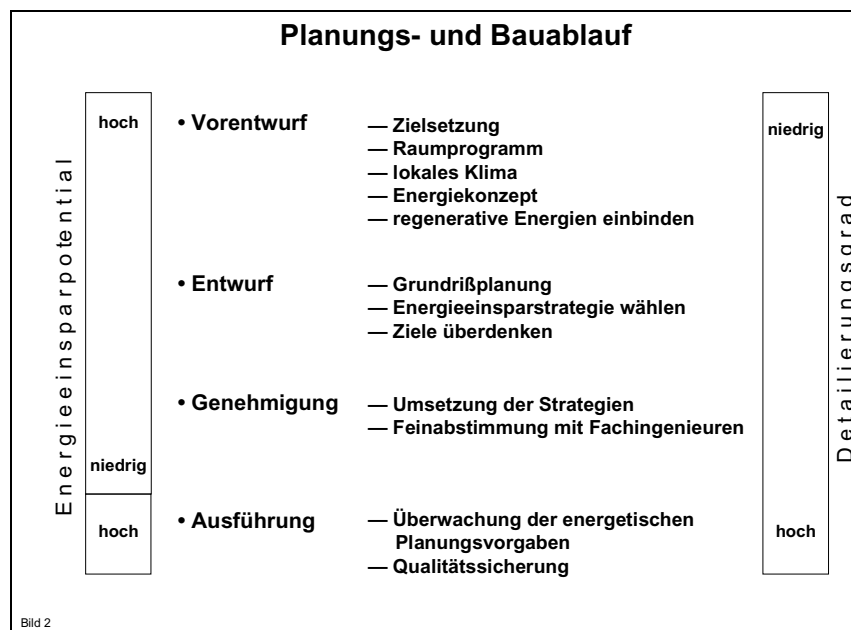 Planungs- und Bauablauf
Energieeinsparpotential
hoch
niedrig
hoch
• Vorentwurf
— Zielsetzung
— Raumprogramm
— lokales Klima
— Energiekonzept
— regenerative Energien einbinden
• Entwurf
— Grundrißplanung
— Energieeinsparstrategie wählen
— Ziele überdenken
• Genehmigung
— Umsetzung der Strategien
— Feinabstimmung mit Fachingenieuren
• Ausführung
— Überwachung der energetischen
Planungsvorgaben
— Qualitätssicherung
niedrig
hoch
Detailierungsgrad
Bild 2